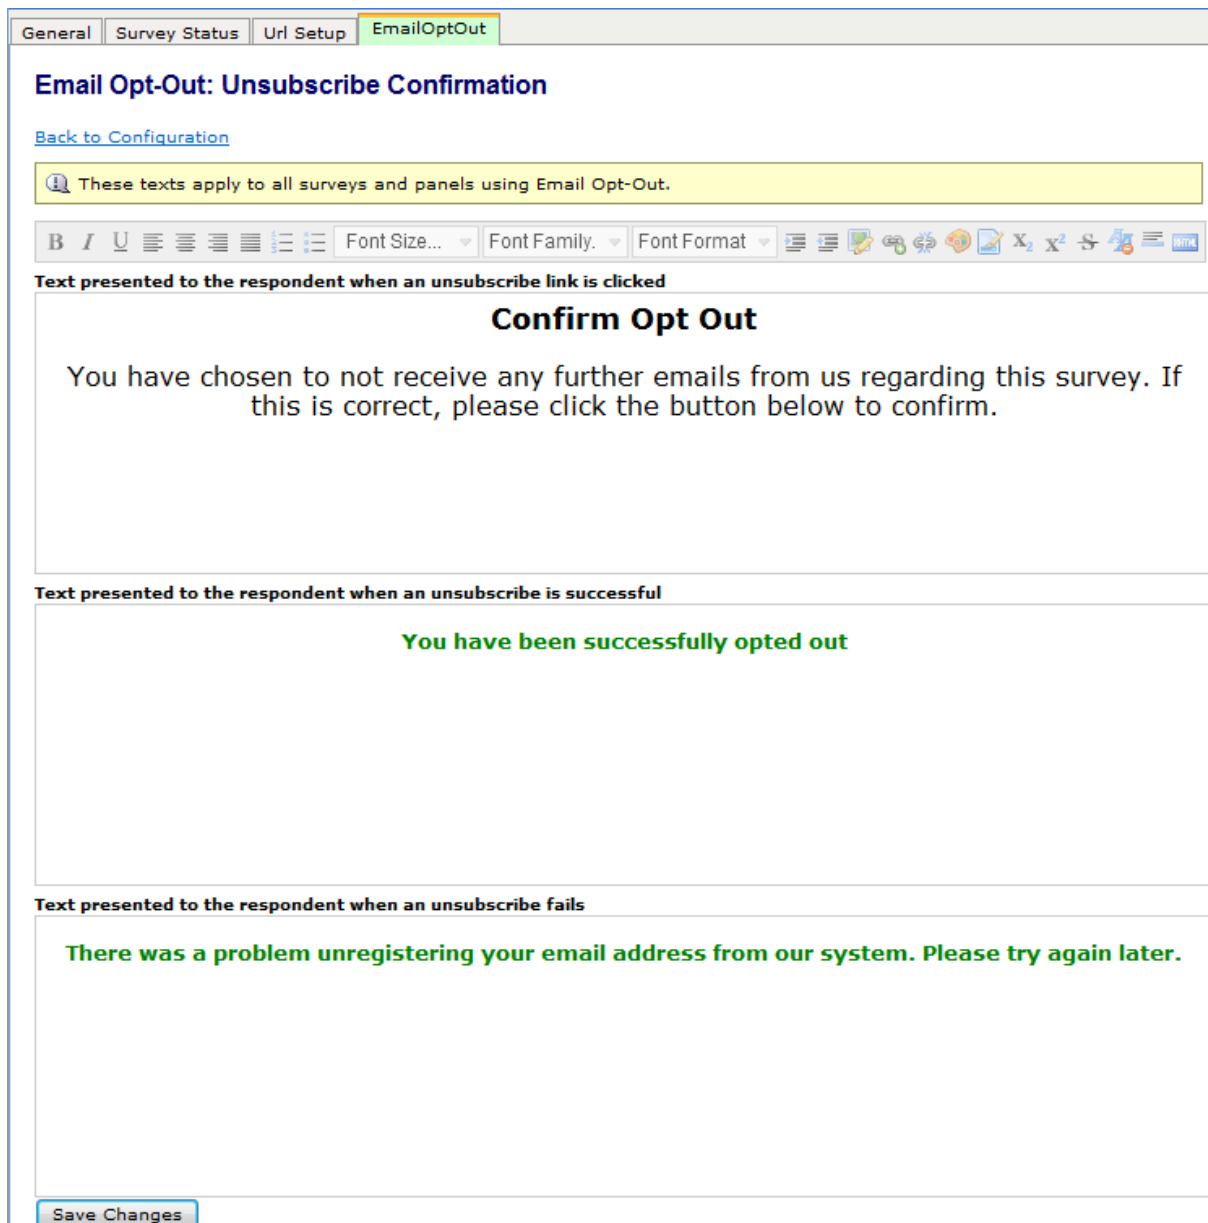 General Survey Status Url Setup EmailOptOut
Email Opt-Out: Unsubscribe Confirmation
Back to Configuration
These texts apply to all surveys and panels using Email Opt-Out.
B I U Font Size... Font Family. Font Format X₂ X² S
Text presented to the respondent when an unsubscribe link is clicked
Confirm Opt Out
You have chosen to not receive any further emails from us regarding this survey. If
this is correct, please click the button below to confirm.
Text presented to the respondent when an unsubscribe is successful
You have been successfully opted out
Text presented to the respondent when an unsubscribe fails
There was a problem unregistering your email address from our system. Please try again later.
Save Changes